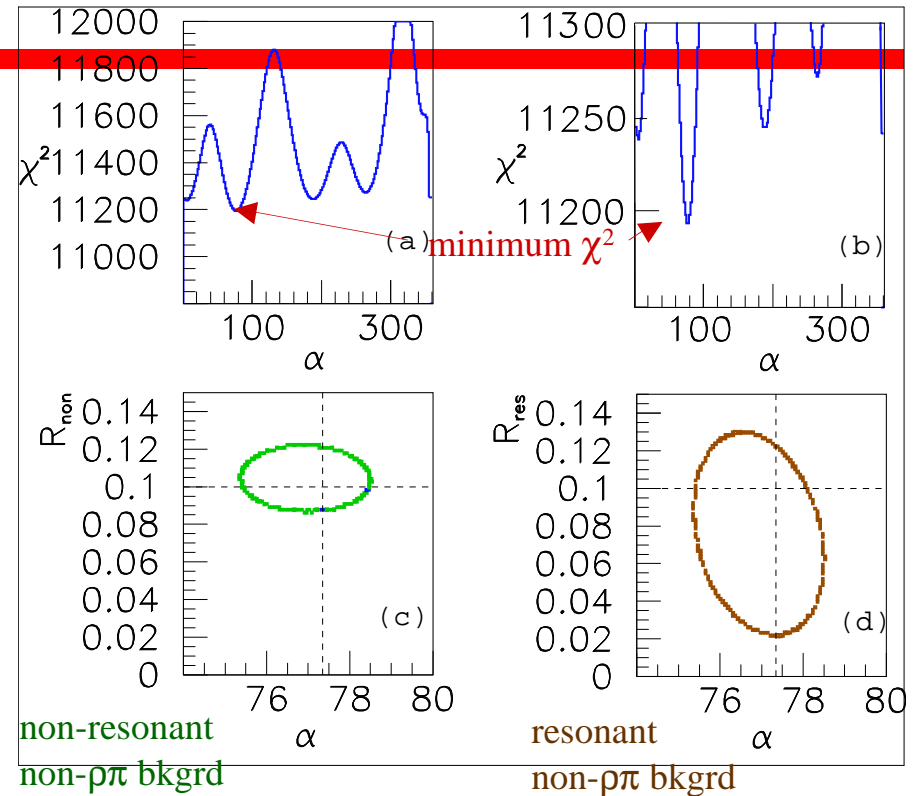 12000
11800
11600
χ² 11400
11200
11000
(a)
100 300
α
11300
11250
χ²
11200
(b)
100 300
α
minimum χ²
R non
0.14
0.12
0.1
0.08
0.06
0.04
0.02
0
(c)
76 78 80
α
R res
0.14
0.12
0.1
0.08
0.06
0.04
0.02
0
(d)
76 78 80
α
non-resonant
non-ρπ bkgrd
resonant
non-ρπ bkgrd